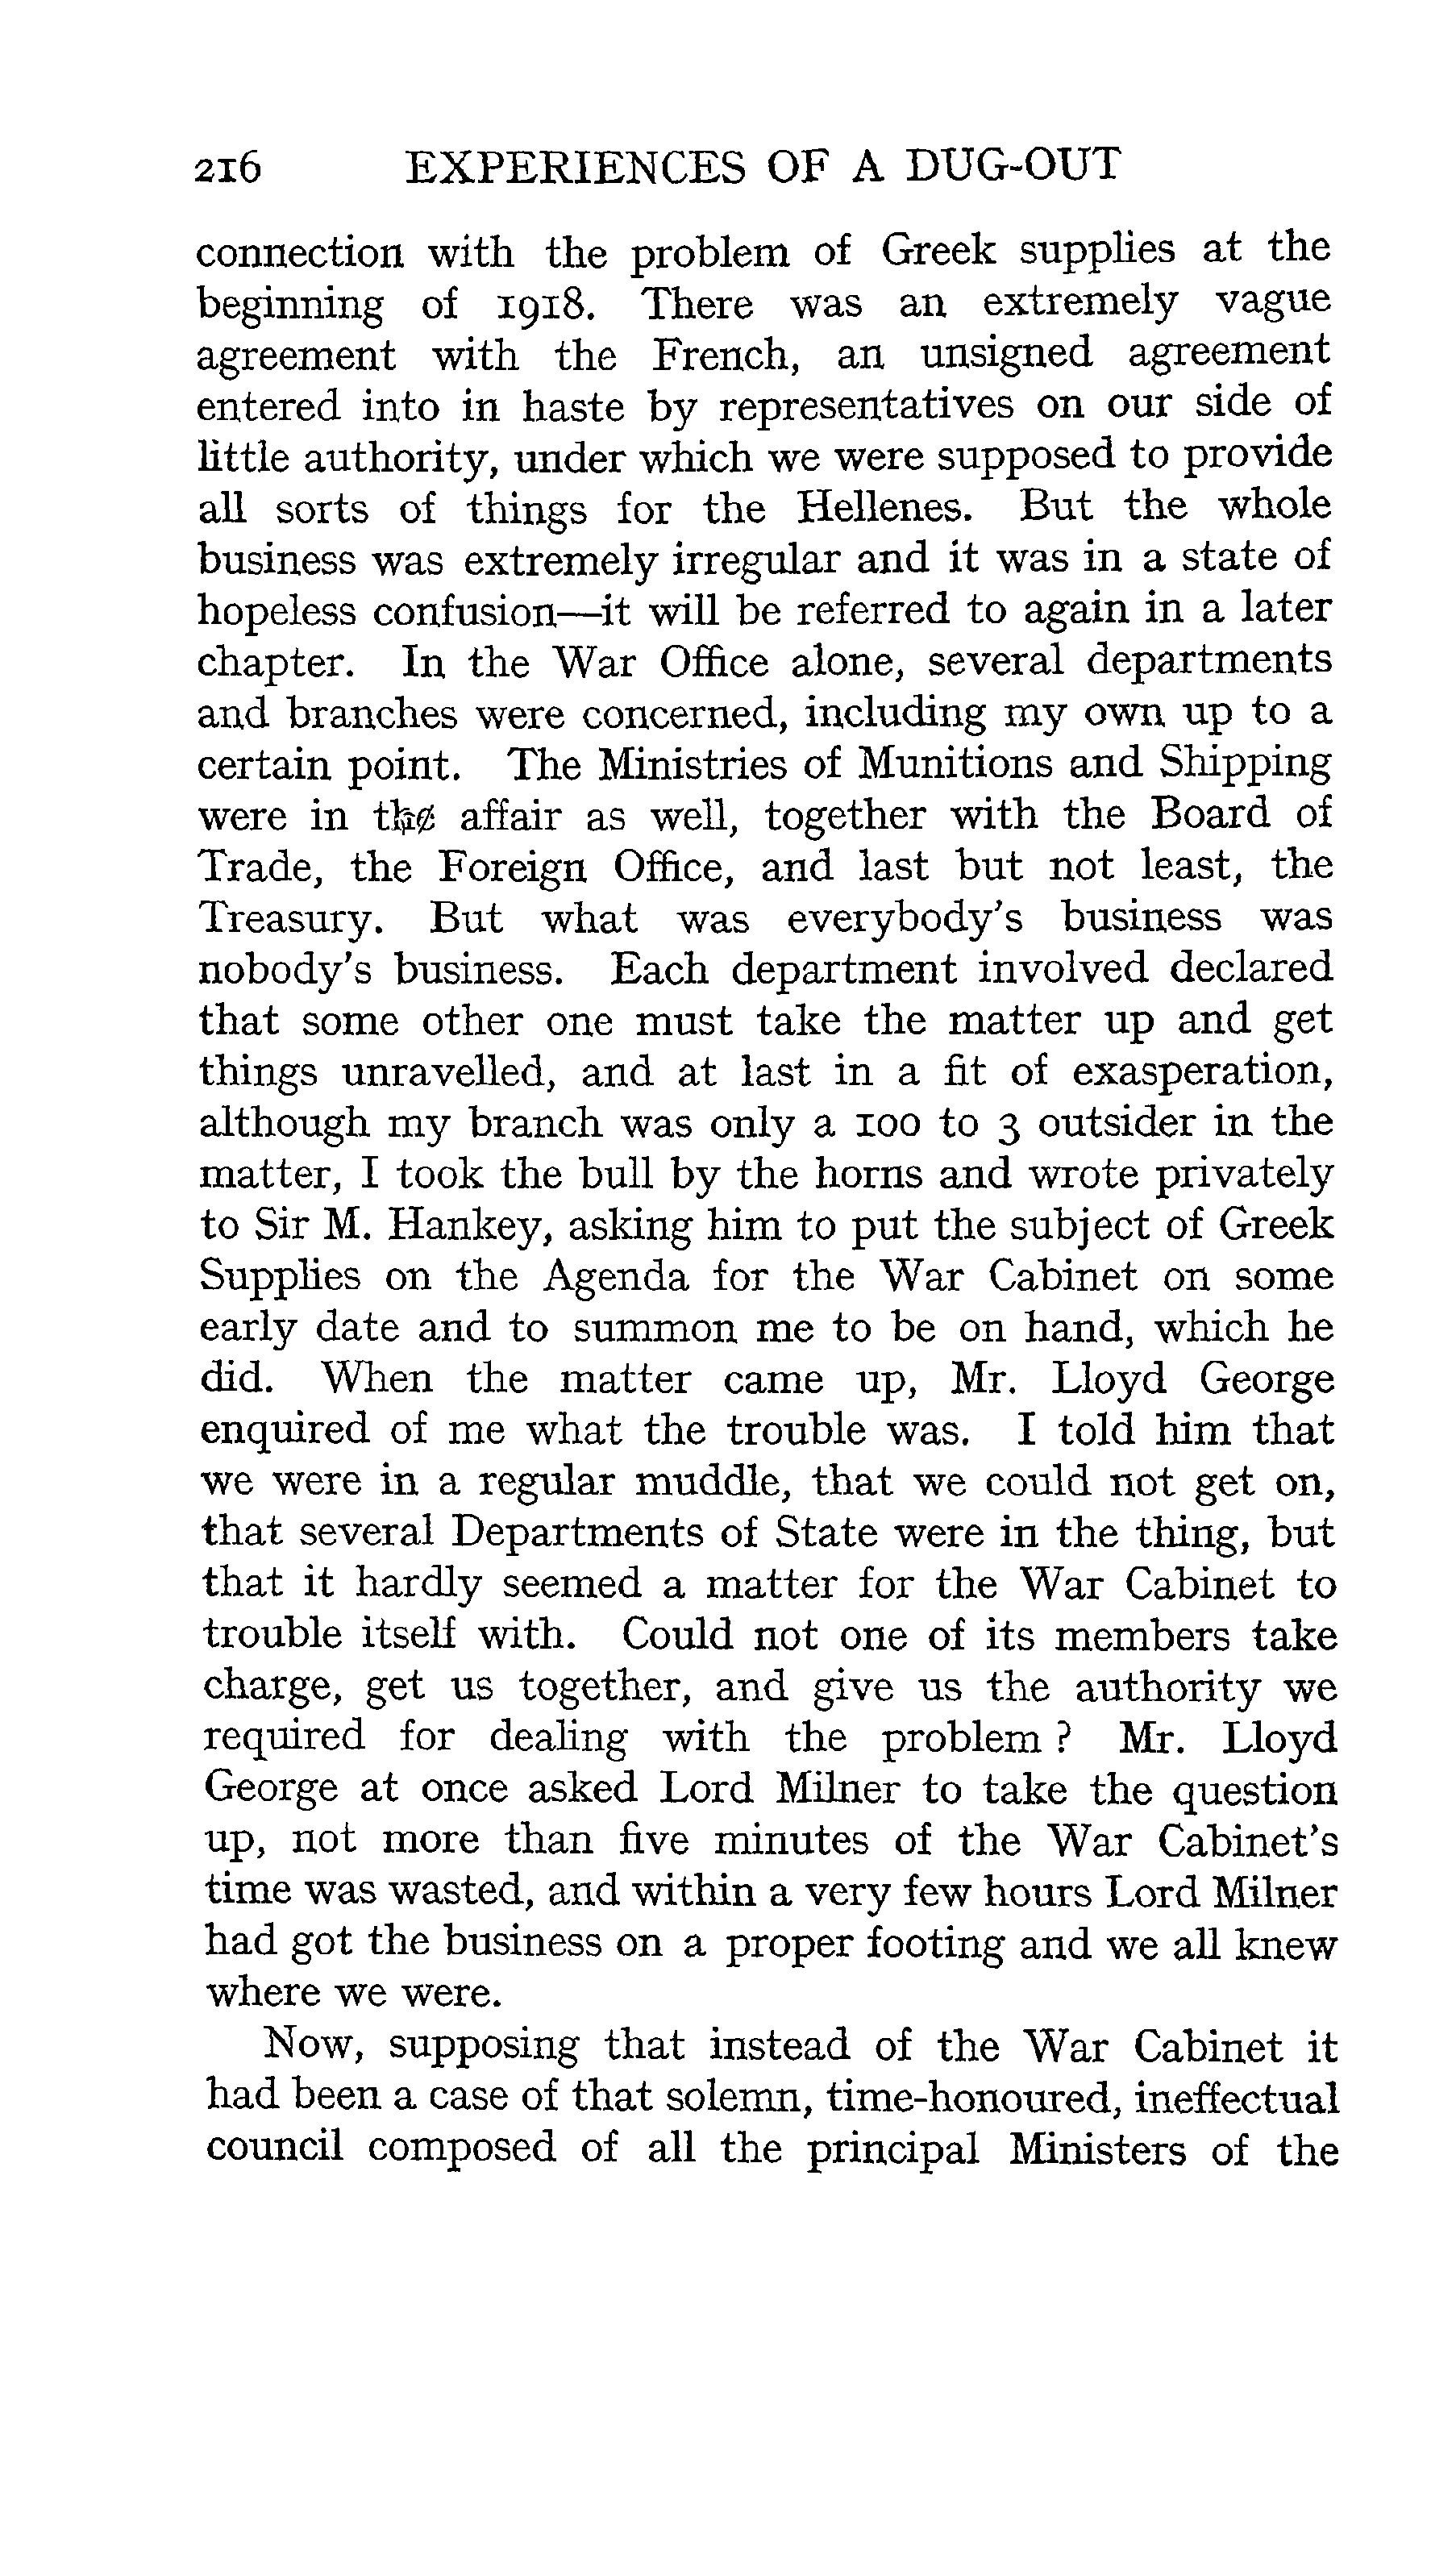 216 EXPERIENCES OF A DUG-OUT
connection with the problem of Greek supplies at the
beginning of 1918. There was an extremely vague
agreement with the French, an unsigned agreement
entered into in haste by representatives on our side of
little authority, under which we were supposed to provide
all sorts of things for the Hellenes. But the whole
business was extremely irregular and it was in a state of
hopeless confusion—it will be referred to again in a later
chapter. In the War Office alone, several departments
and branches were concerned, including my own up to a
certain point. The Ministries of Munitions and Shipping
were in the affair as well, together with the Board of
Trade, the Foreign Office, and last but not least, the
Treasury. But what was everybody's business was
nobody's business. Each department involved declared
that some other one must take the matter up and get
things unravelled, and at last in a fit of exasperation,
although my branch was only a 100 to 3 outsider in the
matter, I took the bull by the horns and wrote privately
to Sir M. Hankey, asking him to put the subject of Greek
Supplies on the Agenda for the War Cabinet on some
early date and to summon me to be on hand, which he
did. When the matter came up, Mr. Lloyd George
enquired of me what the trouble was. I told him that
we were in a regular muddle, that we could not get on,
that several Departments of State were in the thing, but
that it hardly seemed a matter for the War Cabinet to
trouble itself with. Could not one of its members take
charge, get us together, and give us the authority we
required for dealing with the problem ? Mr. Lloyd
George at once asked Lord Milner to take the question
up, not more than five minutes of the War Cabinet's
time was wasted, and within a very few hours Lord Milner
had got the business on a proper footing and we all knew
where we were.
Now, supposing that instead of the War Cabinet it
had been a case of that solemn, time-honoured, ineffectual
council composed of all the principal Ministers of the